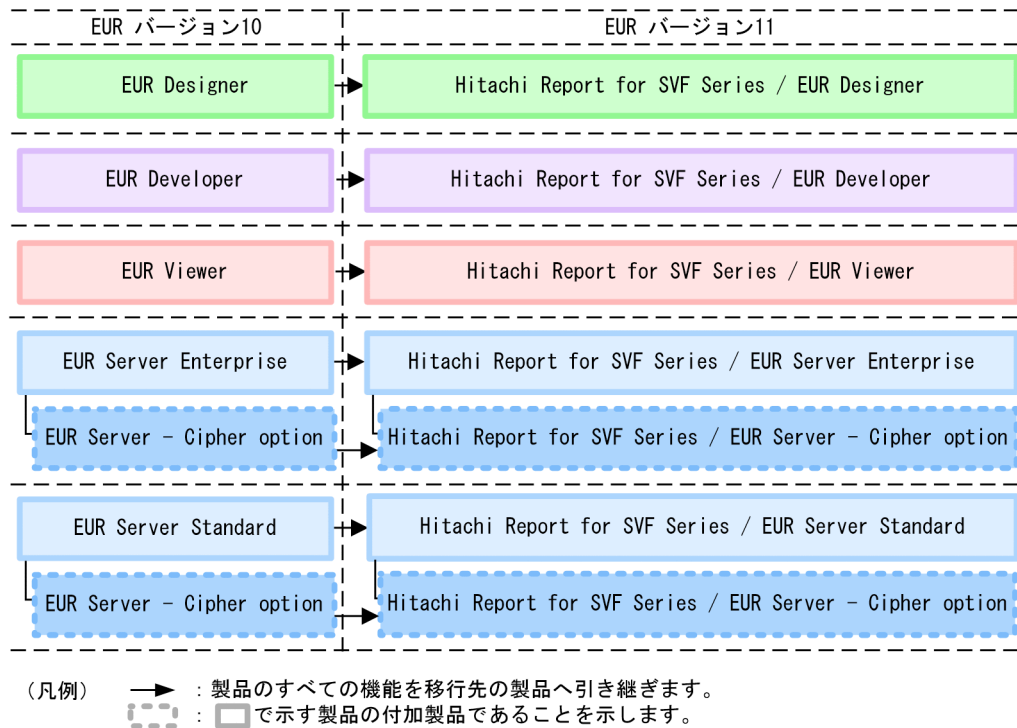 EUR バージョン10 EUR バージョン11
EUR Designer Hitachi Report for SVF Series / EUR Designer
EUR Developer Hitachi Report for SVF Series / EUR Developer
EUR Viewer Hitachi Report for SVF Series / EUR Viewer
EUR Server Enterprise Hitachi Report for SVF Series / EUR Server Enterprise
EUR Server - Cipher option Hitachi Report for SVF Series / EUR Server - Cipher option
EUR Server Standard Hitachi Report for SVF Series / EUR Server Standard
EUR Server - Cipher option Hitachi Report for SVF Series / EUR Server - Cipher option
(凡例) : 製品のすべての機能を移行先の製品へ引き継ぎます。
: で示す製品の付加製品であることを示します。